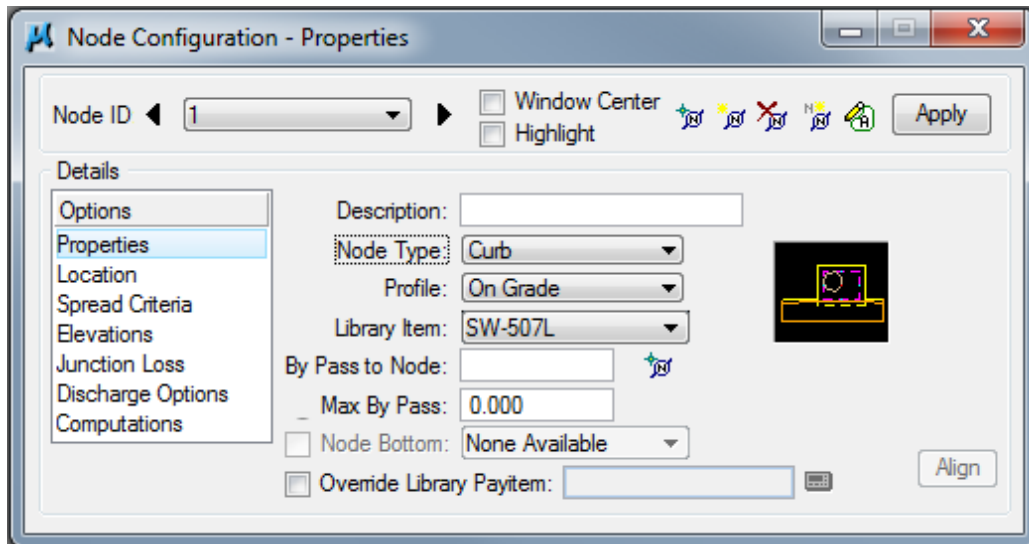 Node Configuration - Properties
Node ID 1 Window Center Highlight Apply
Details
Options
Properties
Location
Spread Criteria
Elevations
Junction Loss
Discharge Options
Computations
Description:
Node Type: Curb
Profile: On Grade
Library Item: SW-507L
By Pass to Node:
Max By Pass: 0.000
Node Bottom: None Available
Override Library Payitem:
Align